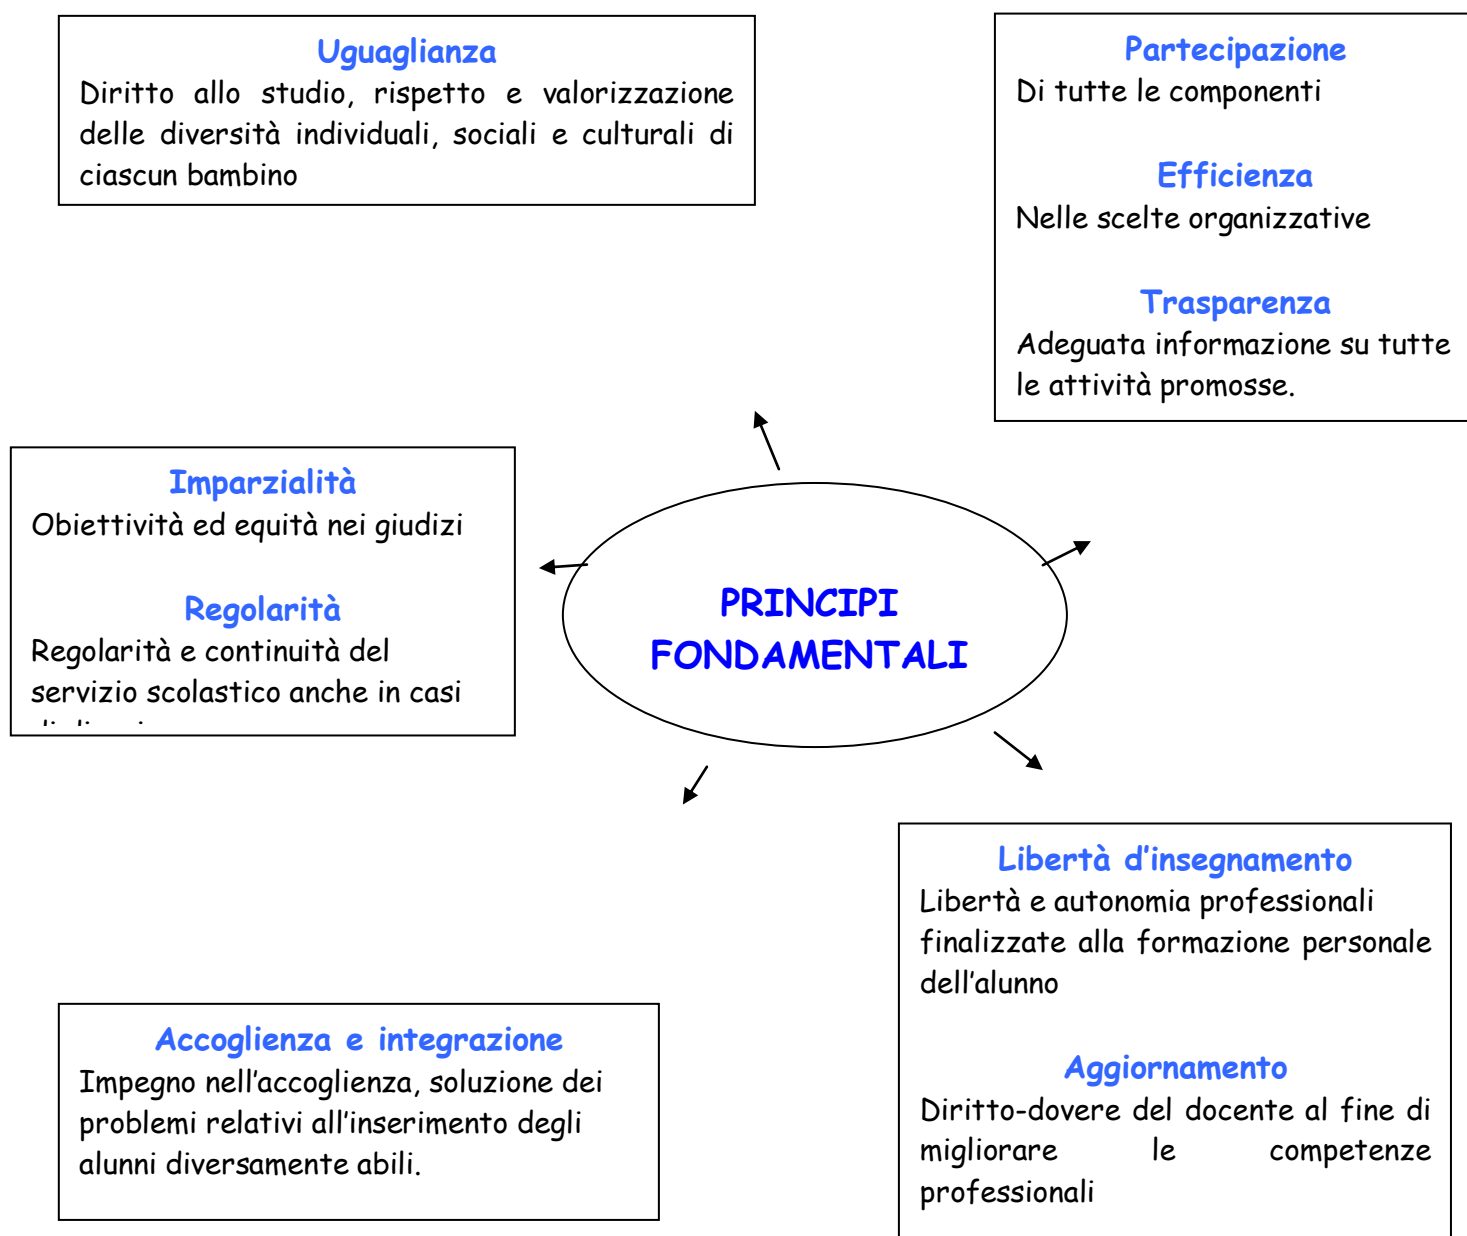 Uguaglianza
Diritto allo studio, rispetto e valorizzazione
delle diversità individuali, sociali e culturali di
ciascun bambino
Partecipazione
Di tutte le componenti
Efficienza
Nelle scelte organizzative
Trasparenza
Adeguata informazione su tutte
le attività promosse.
Imparzialità
Obiettività ed equità nei giudizi
Regolarità
Regolarità e continuità del
servizio scolastico anche in casi
PRINCIPI
FONDAMENTALI
Libertà d'insegnamento
Libertà e autonomia professionali
finalizzate alla formazione personale
dell'alunno
Aggiornamento
Diritto-dovere del docente al fine di
migliorare le competenze
professionali
Accoglienza e integrazione
Impegno nell'accoglienza, soluzione dei
problemi relativi all'inserimento degli
alunni diversamente abili.